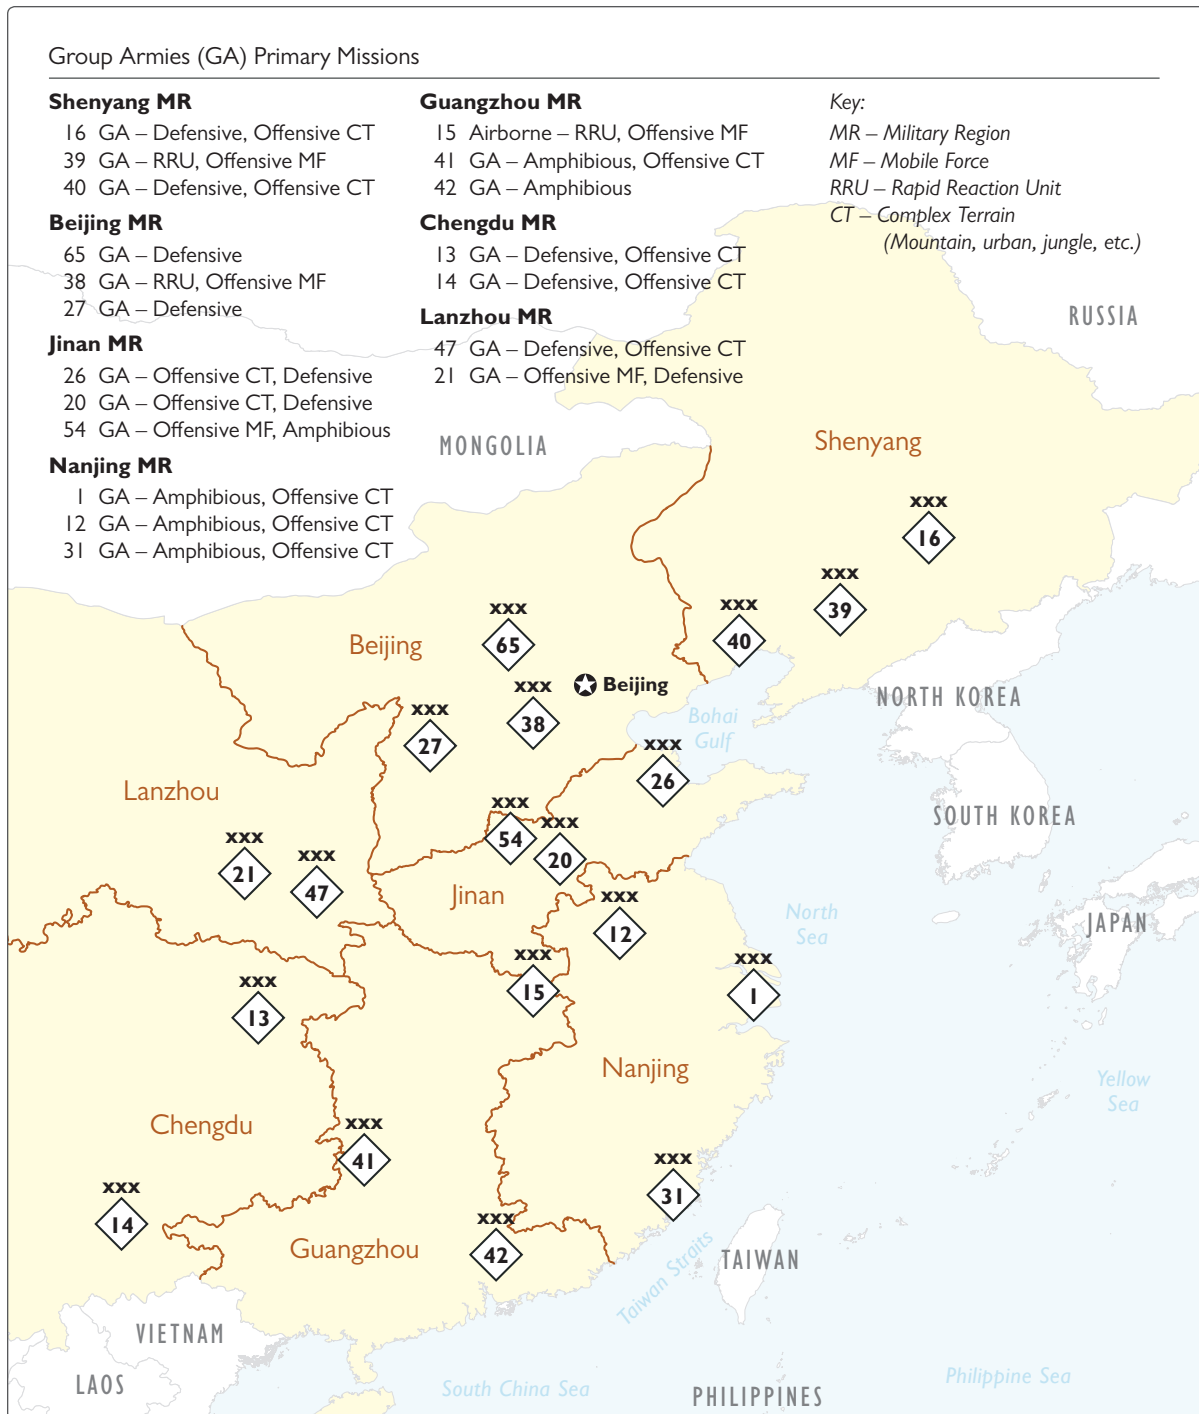 Group Armies (GA) Primary Missions
Shenyang MR
16 GA – Defensive, Offensive CT
39 GA – RRU, Offensive MF
40 GA – Defensive, Offensive CT
Beijing MR
65 GA – Defensive
38 GA – RRU, Offensive MF
27 GA – Defensive
Jinan MR
26 GA – Offensive CT, Defensive
20 GA – Offensive CT, Defensive
54 GA – Offensive MF, Amphibious
Nanjing MR
1 GA – Amphibious, Offensive CT
12 GA – Amphibious, Offensive CT
31 GA – Amphibious, Offensive CT
Guangzhou MR
15 Airborne – RRU, Offensive MF
41 GA – Amphibious, Offensive CT
42 GA – Amphibious
Chengdu MR
13 GA – Defensive, Offensive CT
14 GA – Defensive, Offensive CT
Lanzhou MR
47 GA – Defensive, Offensive CT
21 GA – Offensive MF, Defensive
Key:
MR – Military Region
MF – Mobile Force
RRU – Rapid Reaction Unit
CT – Complex Terrain
(Mountain, urban, jungle, etc.)
RUSSIA
MONGOLIA
Shenyang
xxx
16
xxx
39
xxx
40
Beijing
xxx
65
Beijing
xxx
38
xxx
27
NORTH KOREA
Bohai
Gulf
xxx
26
Lanzhou
xxx
54
xxx
20
SOUTH KOREA
xxx
21
xxx
47
Jinan
xxx
12
North
Sea
JAPAN
xxx
15
xxx
1
xxx
13
Nanjing
Yellow
Sea
Chengdu
xxx
41
xxx
31
xxx
14
Guangzhou
xxx
42
Taiwan Straits
TAIWAN
VIETNAM
LAOS
South China Sea
PHILIPPINES
Philippine Sea